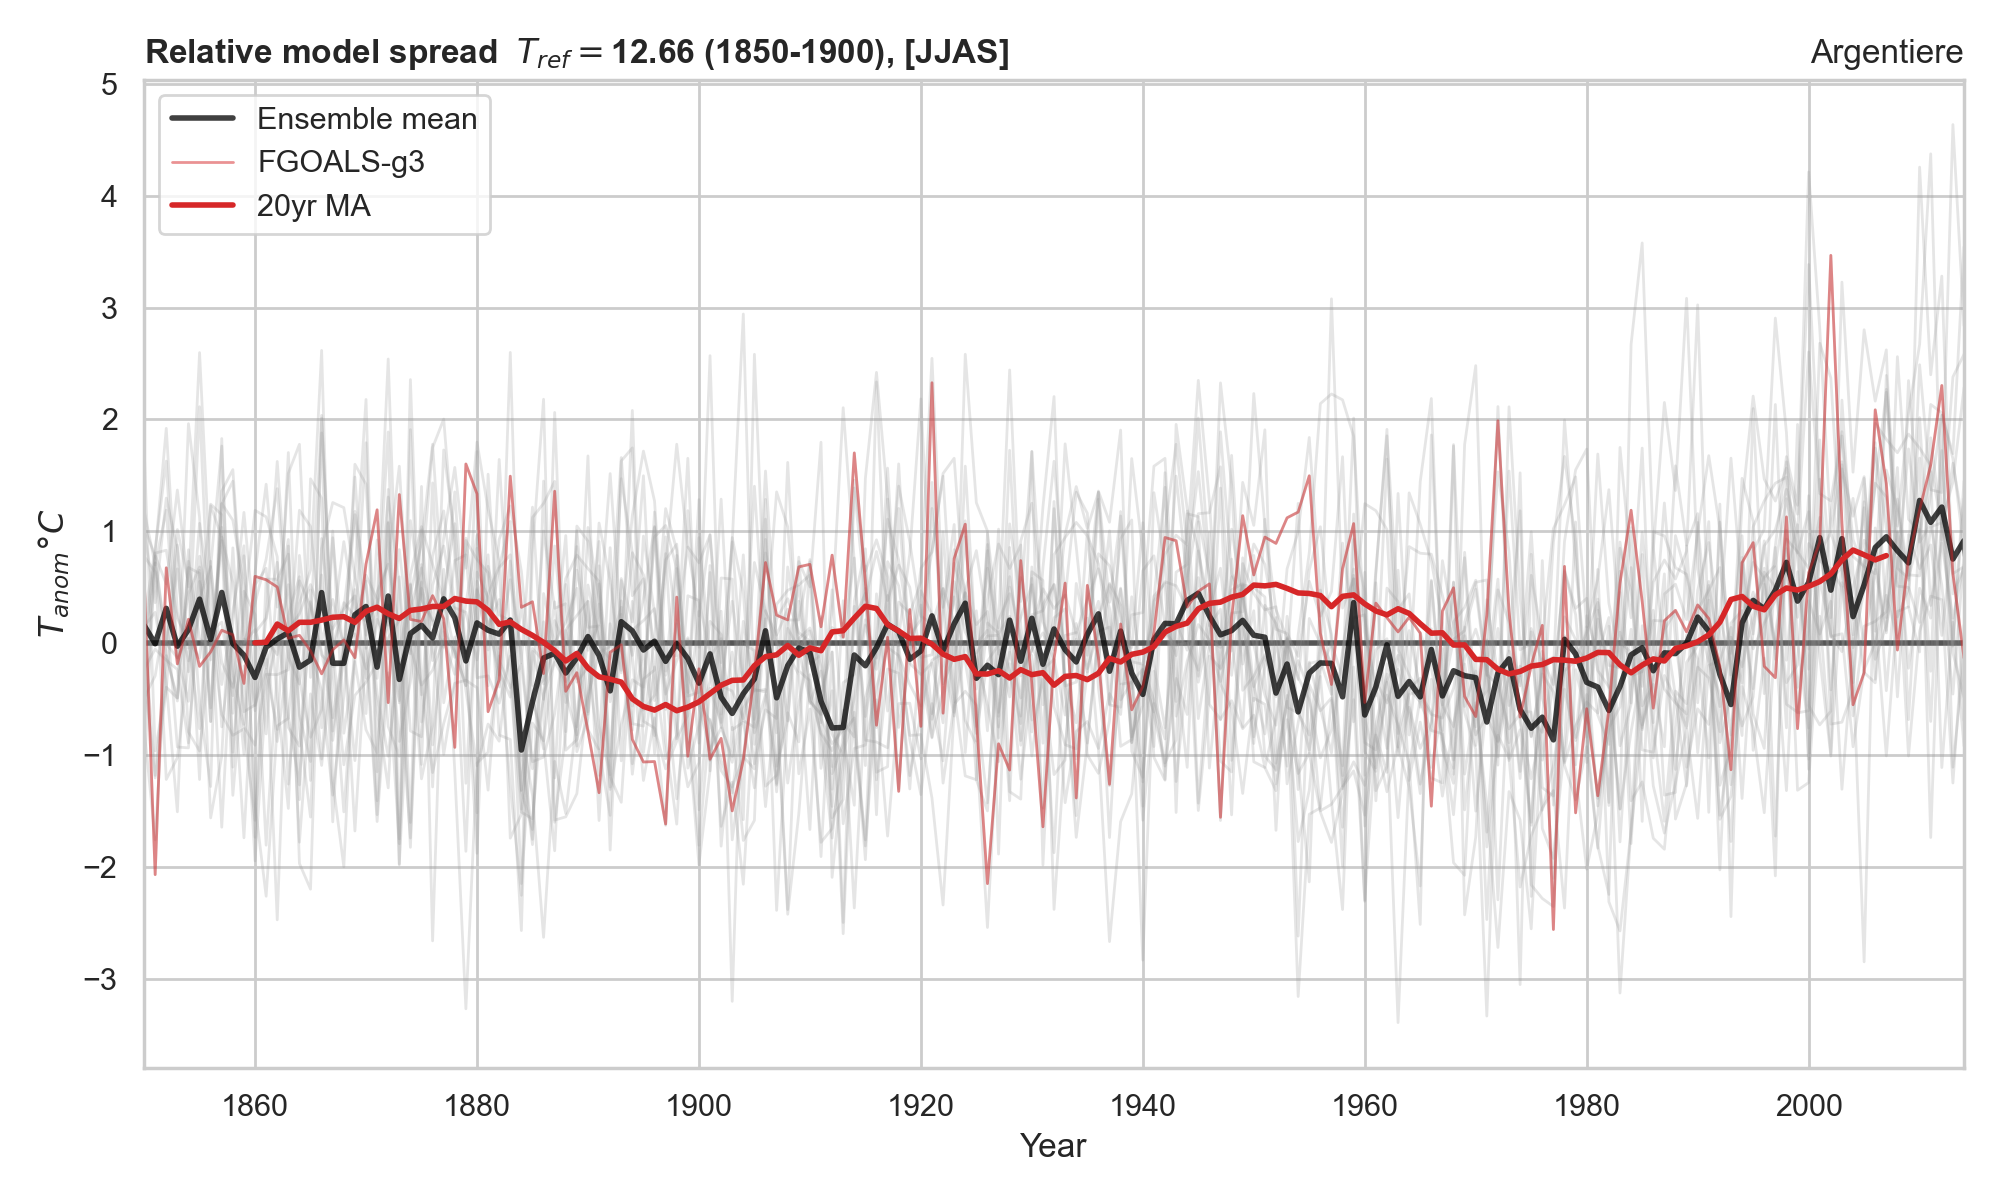 Relative model spread T_ref = 12.66 (1850-1900), [JJAS]
Argentiere
Ensemble mean
FGOALS-g3
20yr MA
5
4
3
2
1
0
−1
−2
−3
T_anom °C
1860 1880 1900 1920 1940 1960 1980 2000
Year